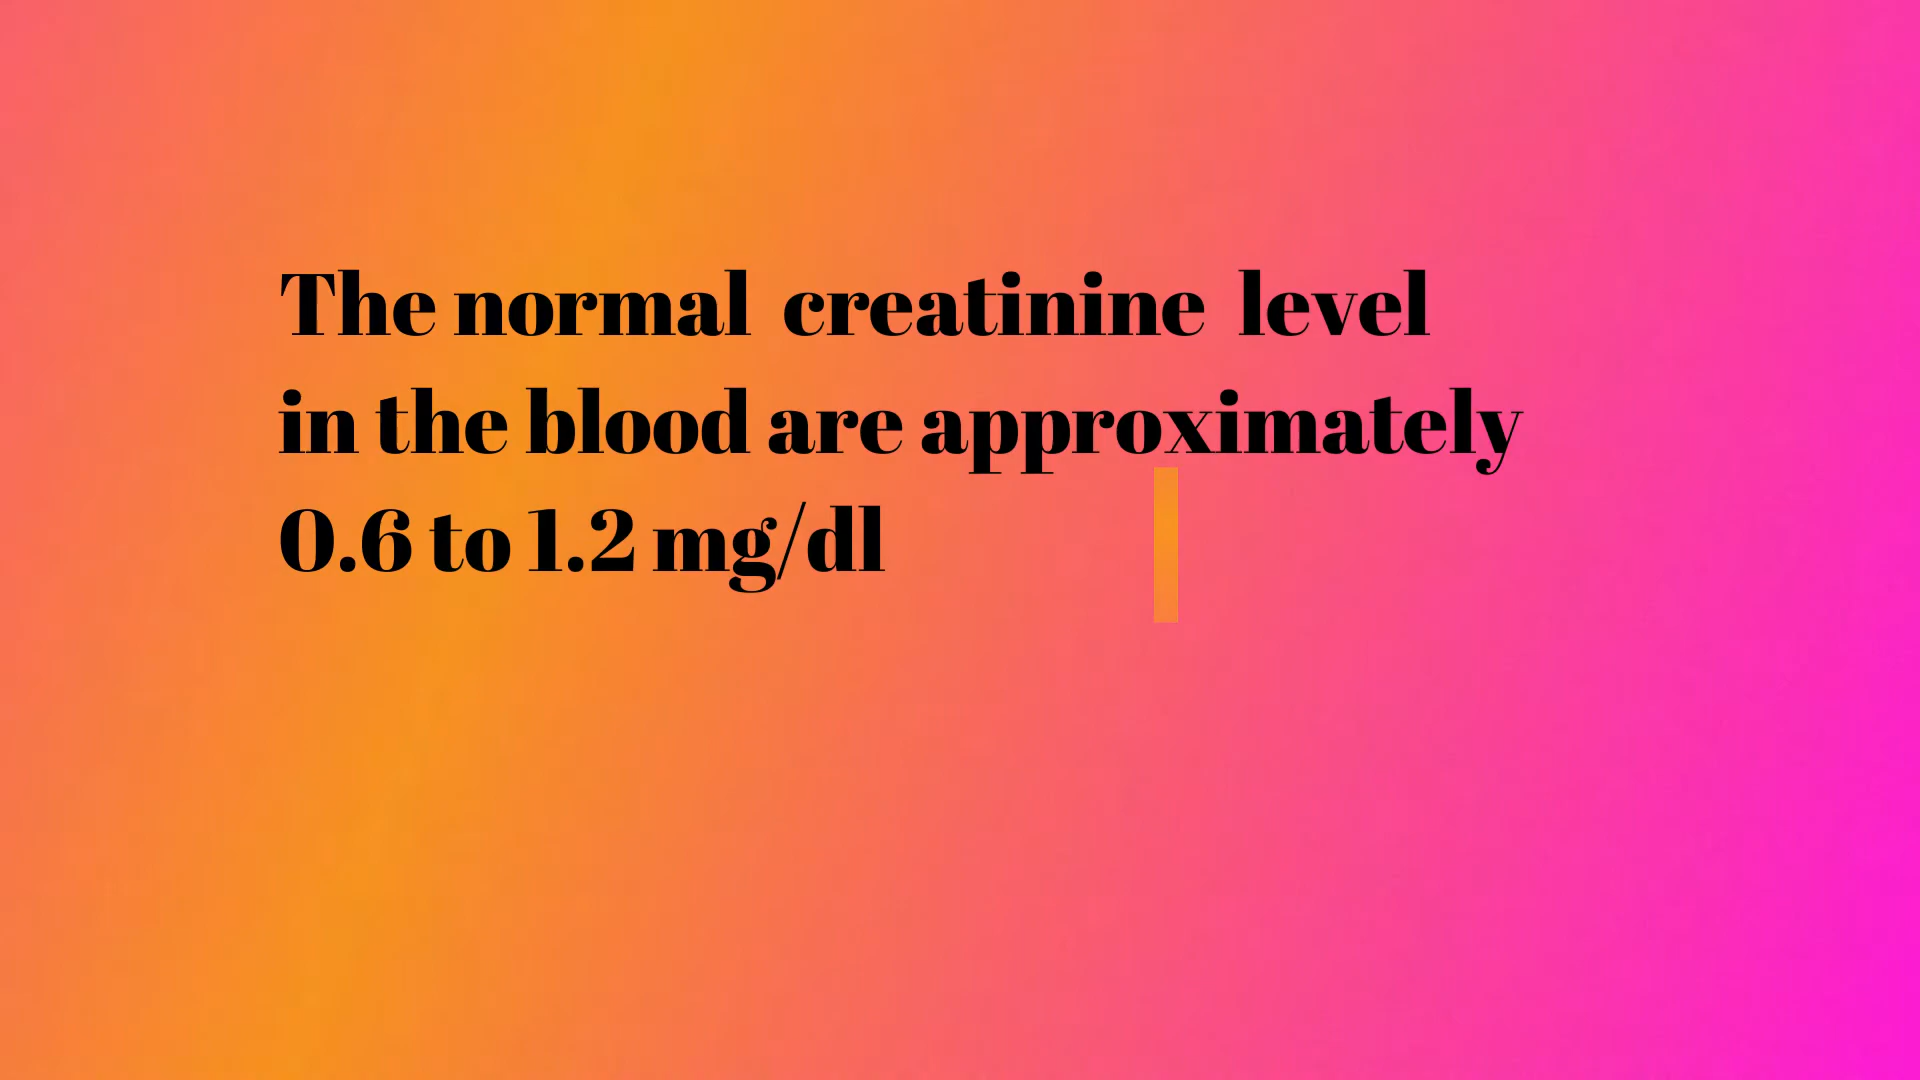 The normal creatinine level
in the blood are approximately
0.6 to 1.2 mg/dl